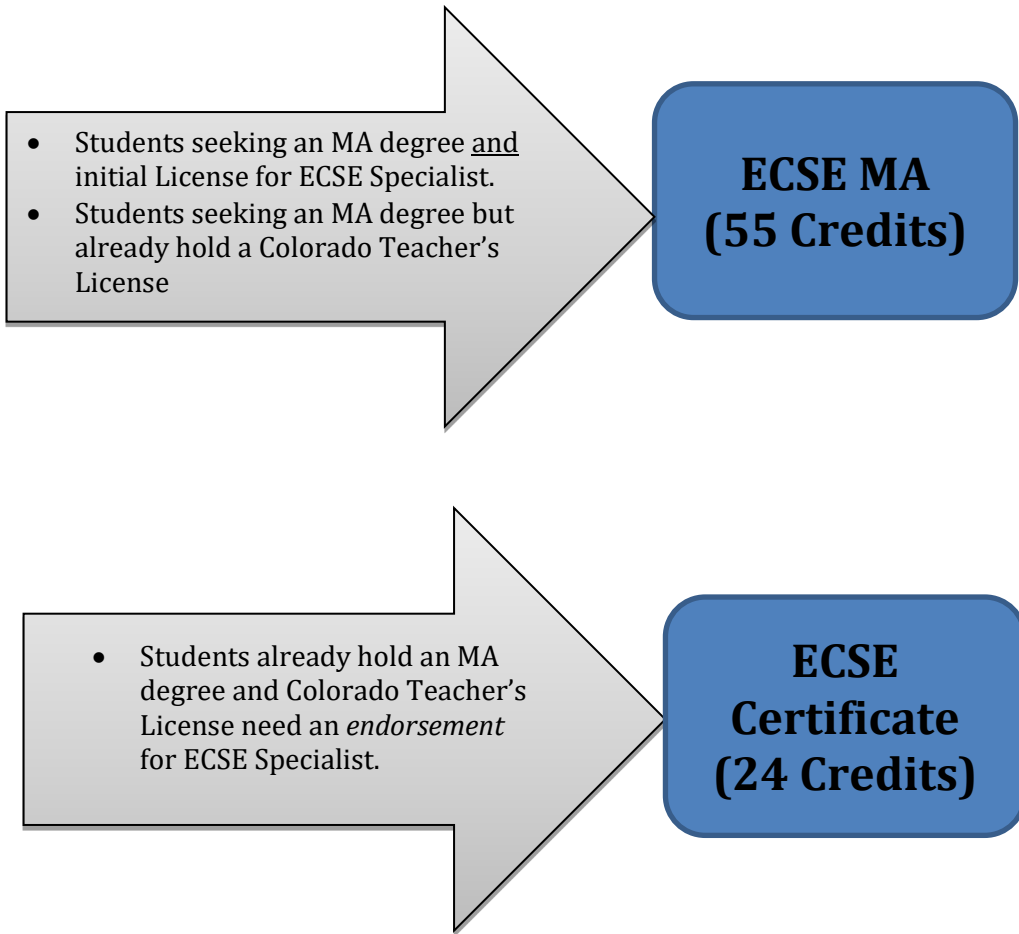 • Students seeking an MA degree and
initial License for ECSE Specialist.
• Students seeking an MA degree but
already hold a Colorado Teacher’s
License
ECSE MA
(55 Credits)
• Students already hold an MA
degree and Colorado Teacher’s
License need an endorsement
for ECSE Specialist.
ECSE
Certificate
(24 Credits)